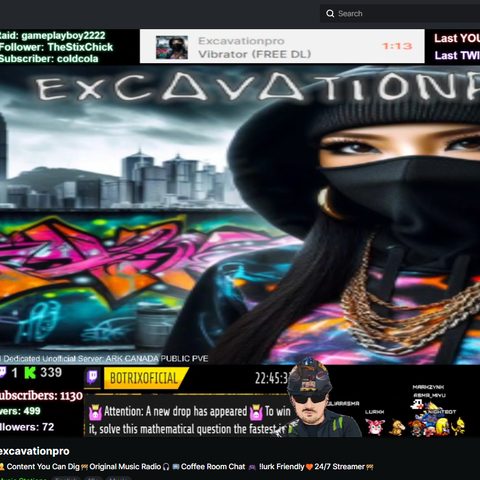 Search
Raid: gameplayboy2222
Follower: TheStixChick
Subscriber: coldcola
Excavationpro
Vibrator (FREE DL)
1:13
Last YOU
Last TWI
EXCAVATIONP
Dedicated Unofficial Server: ARK CANADA PUBLIC PVE
1 339
BOTRIXOFICIAL
22:45:3
ubscribers: 1130
wers: 499
llowers: 72
Attention: A new drop has appeared To win
it, solve this mathematical question the fastest
LURKK
MARKZYNK
NIGHTBOT
excavationpro
Content You Can Dig Original Music Radio Coffee Room Chat !lurk Friendly 24/7 Streamer